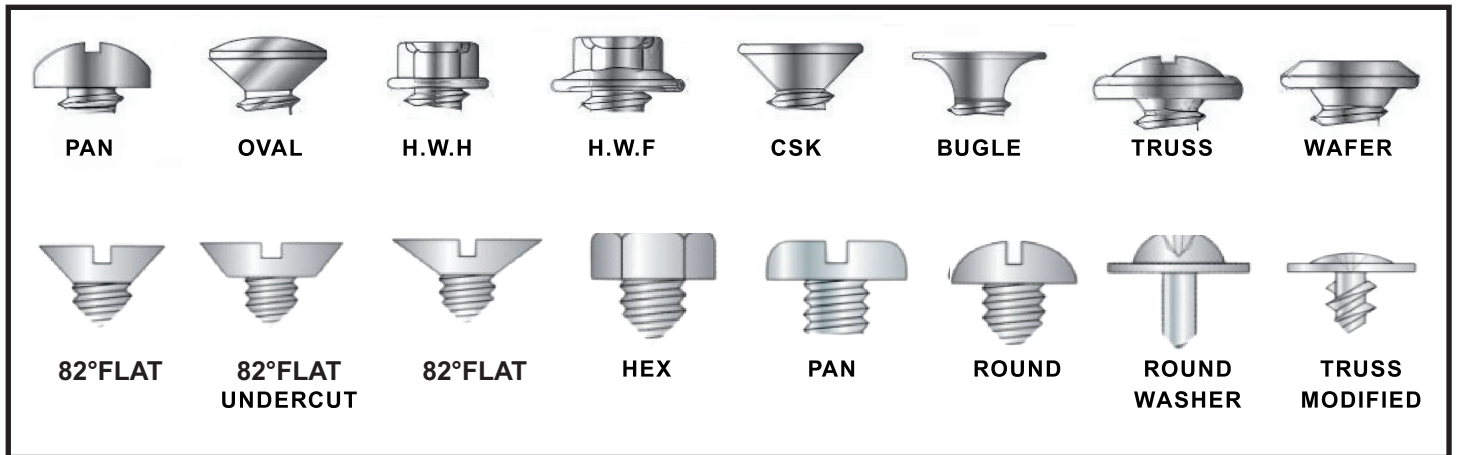 PAN OVAL H.W.H H.W.F CSK BUGLE TRUSS WAFER
82°FLAT 82°FLAT 82°FLAT HEX PAN ROUND ROUND TRUSS
UNDERCUT WASHER MODIFIED